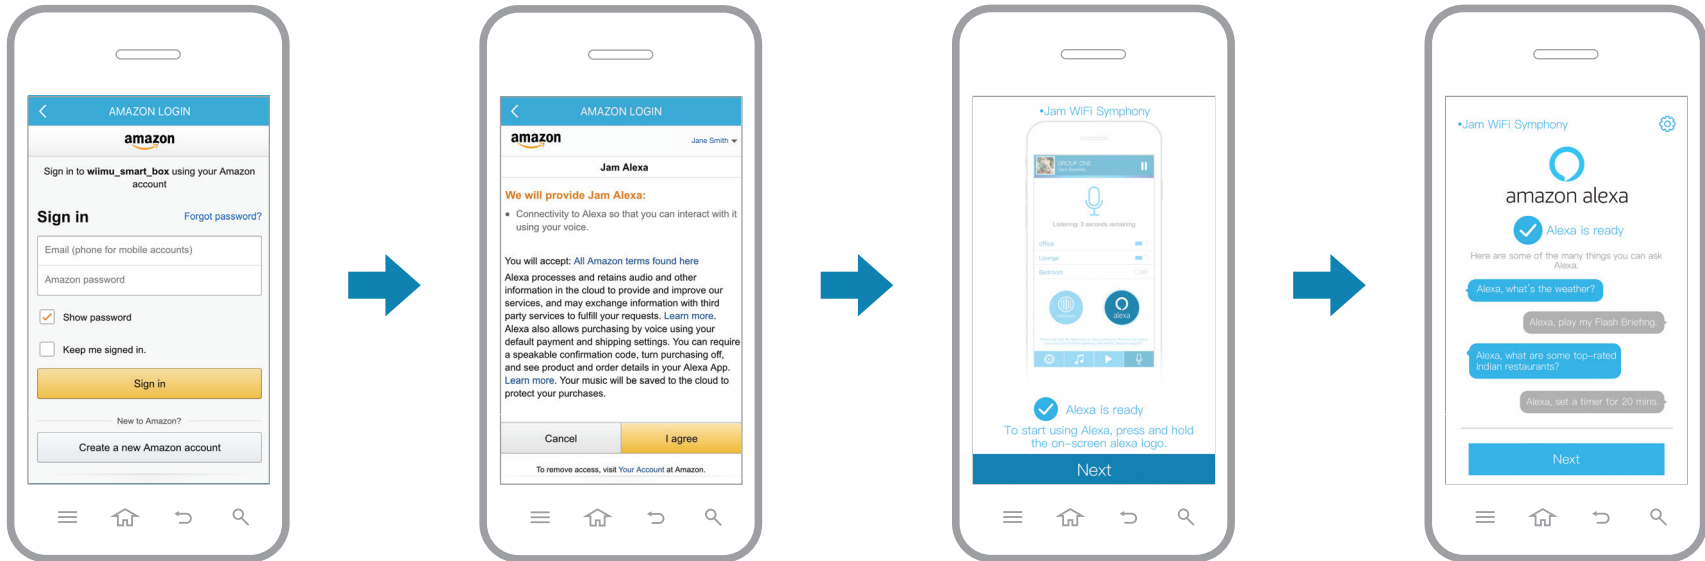 AMAZON LOGIN
amazon
Sign in to wiimu_smart_box using your Amazon
account
Sign in
Forgot password?
Email (phone for mobile accounts)
Amazon password
Show password
Keep me signed in.
Sign in
New to Amazon?
Create a new Amazon account
AMAZON LOGIN
amazon
Jane Smith
Jam Alexa
We will provide Jam Alexa:
Connectivity to Alexa so that you can interact with it
using your voice.
You will accept: All Amazon terms found here
Alexa processes and retains audio and other
information in the cloud to provide and improve our
services, and may exchange information with third
party services to fulfill your requests. Learn more.
Alexa also allows purchasing by voice using your
default payment and shipping settings. You can require
a speakable confirmation code, turn purchasing off,
and see product and order details in your Alexa App.
Learn more. Your music will be saved to the cloud to
protect your purchases.
Cancel
I agree
To remove access, visit Your Account at Amazon.
•Jam WiFi Symphony
GROUP ONE
Listening: 3 seconds remaining
office
Lounge
Bedroom
alexa
Alexa is ready
To start using Alexa, press and hold
the on-screen alexa logo.
Next
•Jam WiFi Symphony
amazon alexa
Alexa is ready
Here are some of the many things you can ask
Alexa.
Alexa, what's the weather?
Alexa, play my Flash Briefing.
Alexa, what are some top-rated
Indian restaurants?
Alexa, set a timer for 20 mins.
Next